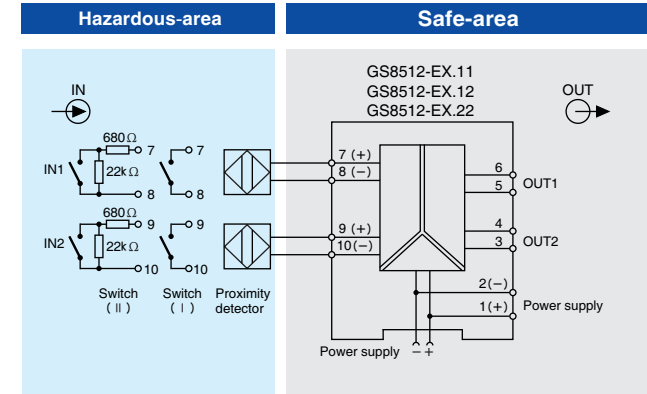 Hazardous-area
Safe-area
IN
GS8512-EX.11
GS8512-EX.12
GS8512-EX.22
OUT
680Ω
7
7
IN1
22kΩ
8
8
7 (+)
8 (−)
6
5
OUT1
680Ω
9
9
IN2
22kΩ
10
10
9 (+)
10(−)
4
3
OUT2
Switch
(Ⅱ)
Switch
(Ⅰ)
Proximity
detector
2(−)
1(+)
Power supply
Power supply
− +